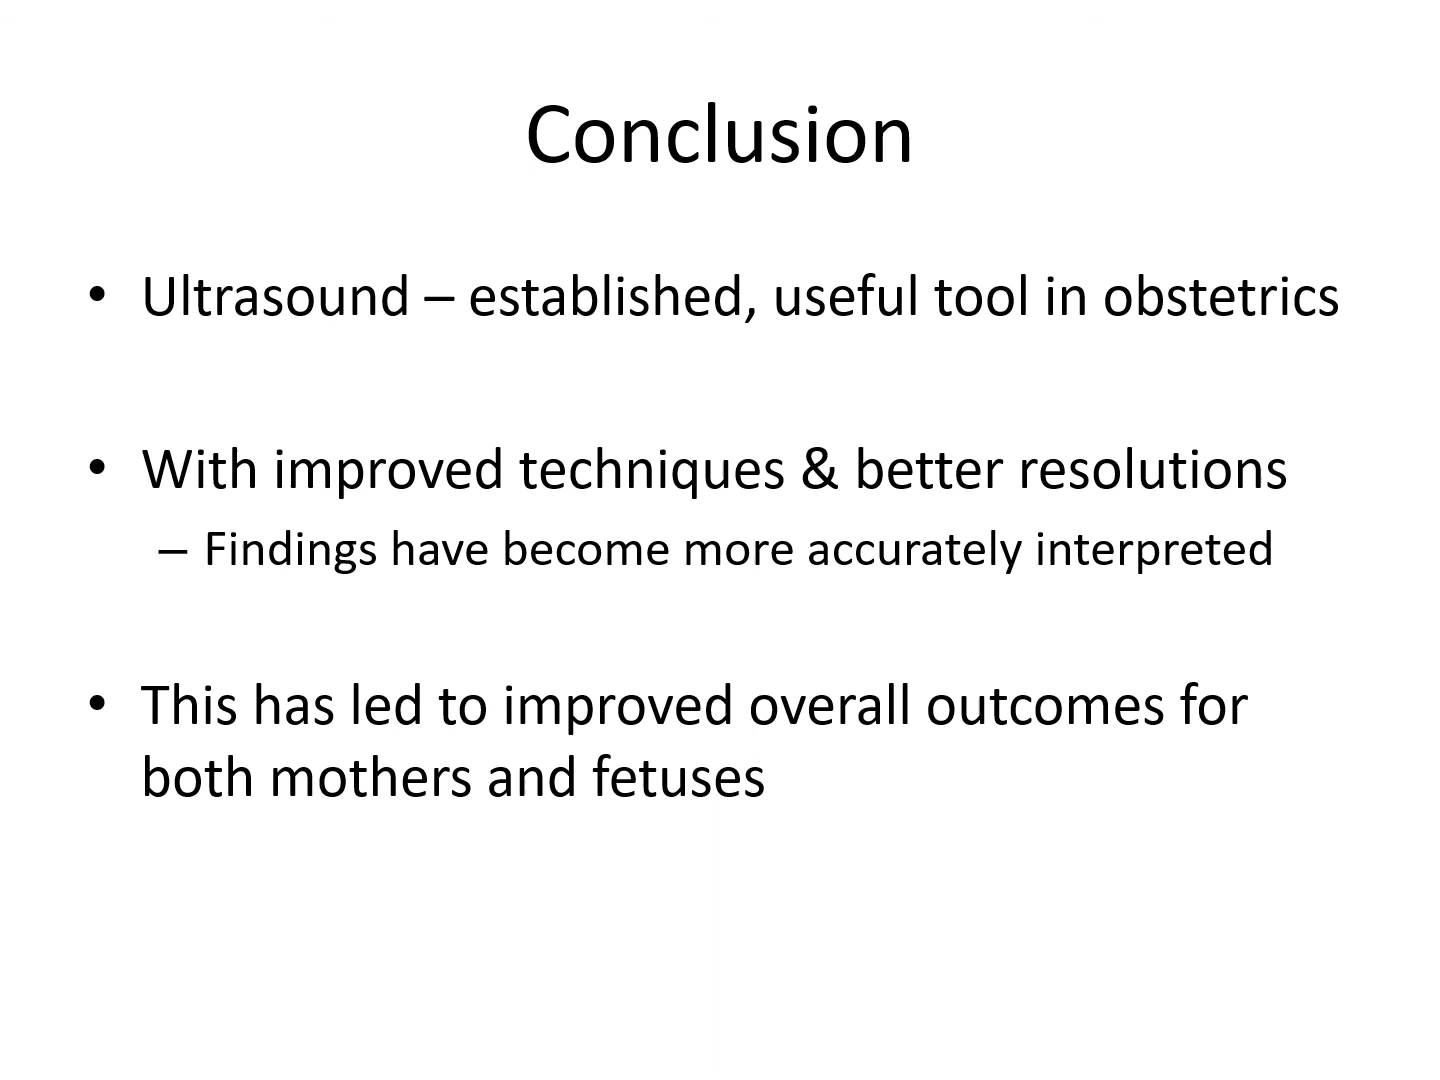 Conclusion
• Ultrasound – established, useful tool in obstetrics
• With improved techniques & better resolutions
– Findings have become more accurately interpreted
• This has led to improved overall outcomes for
both mothers and fetuses